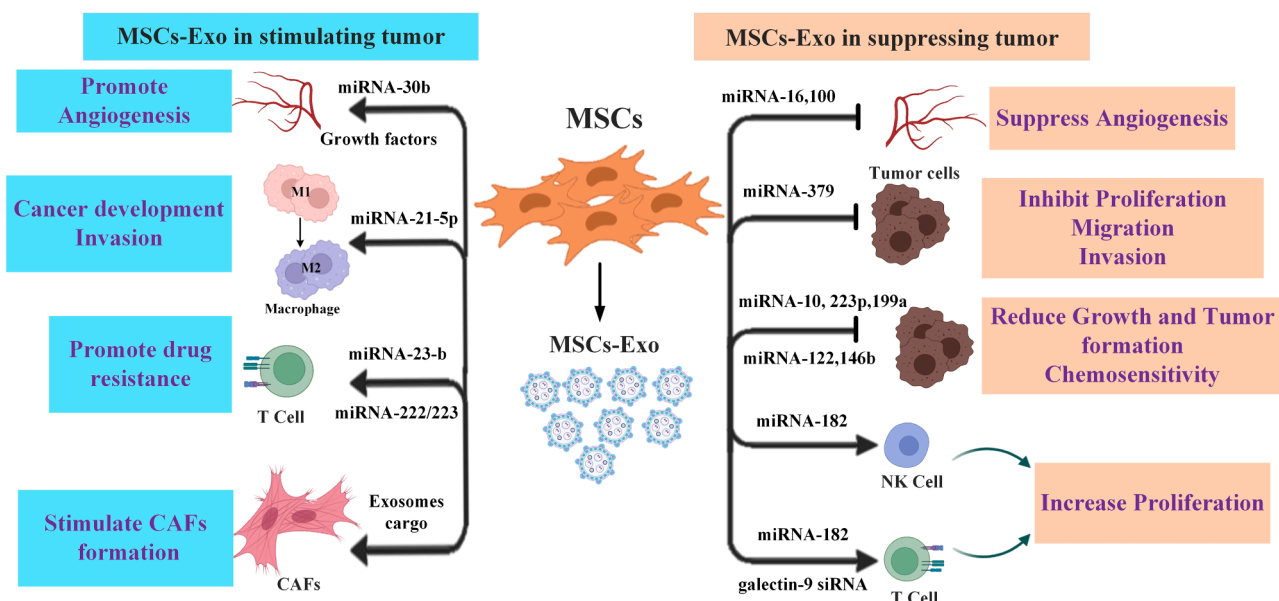 MSCs-Exo in stimulating tumor
Promote
Angiogenesis
miRNA-30b
Growth factors
Cancer development
Invasion
M1
miRNA-21-5p
M2
Macrophage
Promote drug
resistance
miRNA-23-b
T Cell
miRNA-222/223
Stimulate CAFs
formation
Exosomes
cargo
CAFs
MSCs
MSCs-Exo
MSCs-Exo in suppressing tumor
miRNA-16,100
Suppress Angiogenesis
Tumor cells
miRNA-379
Inhibit Proliferation
Migration
Invasion
miRNA-10, 223p,199a
miRNA-122,146b
Reduce Growth and Tumor
formation
Chemosensitivity
miRNA-182
NK Cell
Increase Proliferation
miRNA-182
galectin-9 siRNA
T Cell